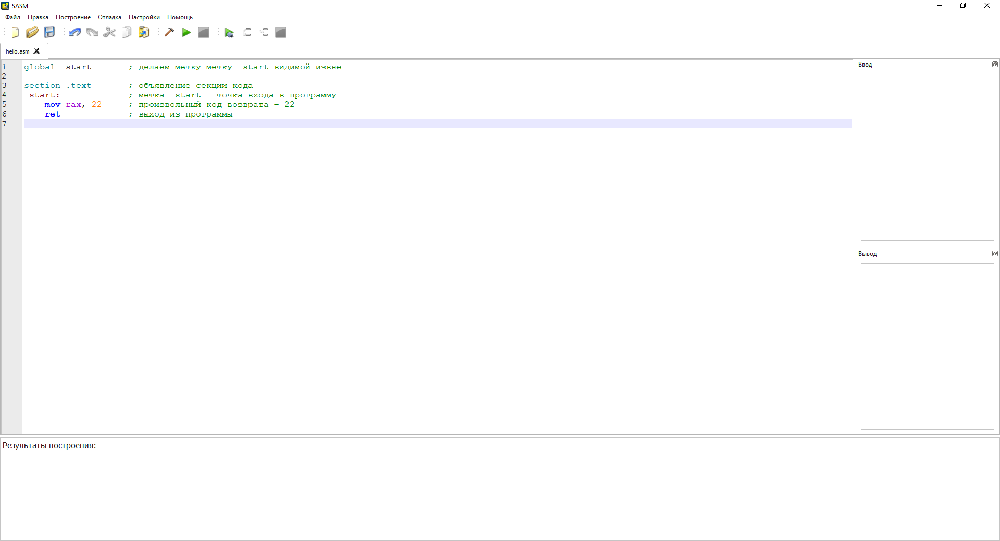 SASM
Файл Правка Построение Отладка Настройки Помощь
hello.asm
1 global _start ; делаем метку метку _start видимой извне
2
3 section .text ; объявление секции кода
4 _start: ; метка _start - точка входа в программу
5 mov rax, 22 ; произвольный код возврата - 22
6 ret ; выход из программы
7
Ввод
Вывод
Результаты построения: